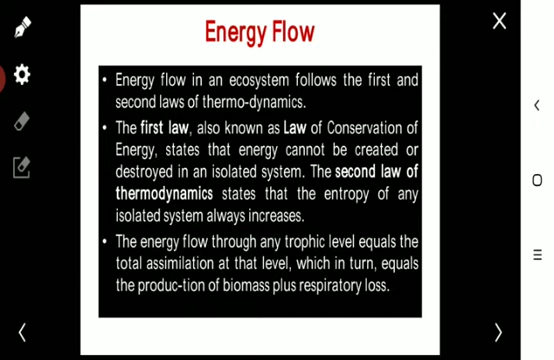 Energy Flow
• Energy flow in an ecosystem follows the first and
second laws of thermo-dynamics.
• The first law, also known as Law of Conservation of
Energy, states that energy cannot be created or
destroyed in an isolated system. The second law of
thermodynamics states that the entropy of any
isolated system always increases.
• The energy flow through any trophic level equals the
total assimilation at that level, which in turn, equals
the produc-tion of biomass plus respiratory loss.